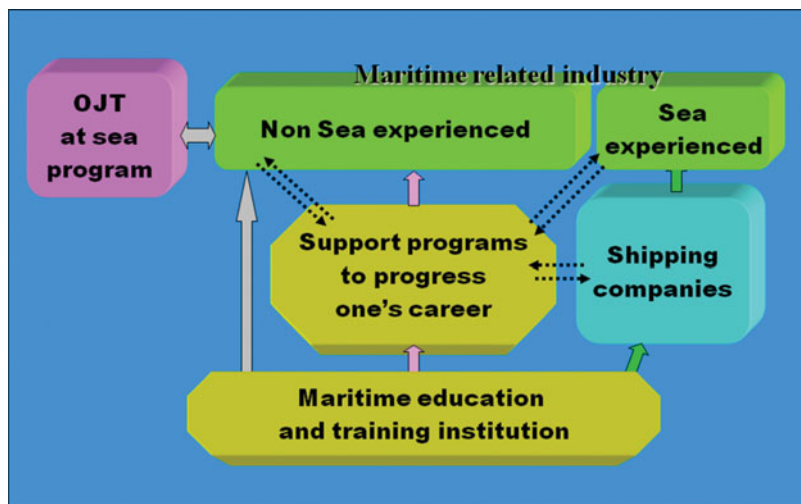 Maritime related industry
OJT
at sea
program
Non Sea experienced
Sea
experienced
Support programs
to progress
one's career
Shipping
companies
Maritime education
and training institution